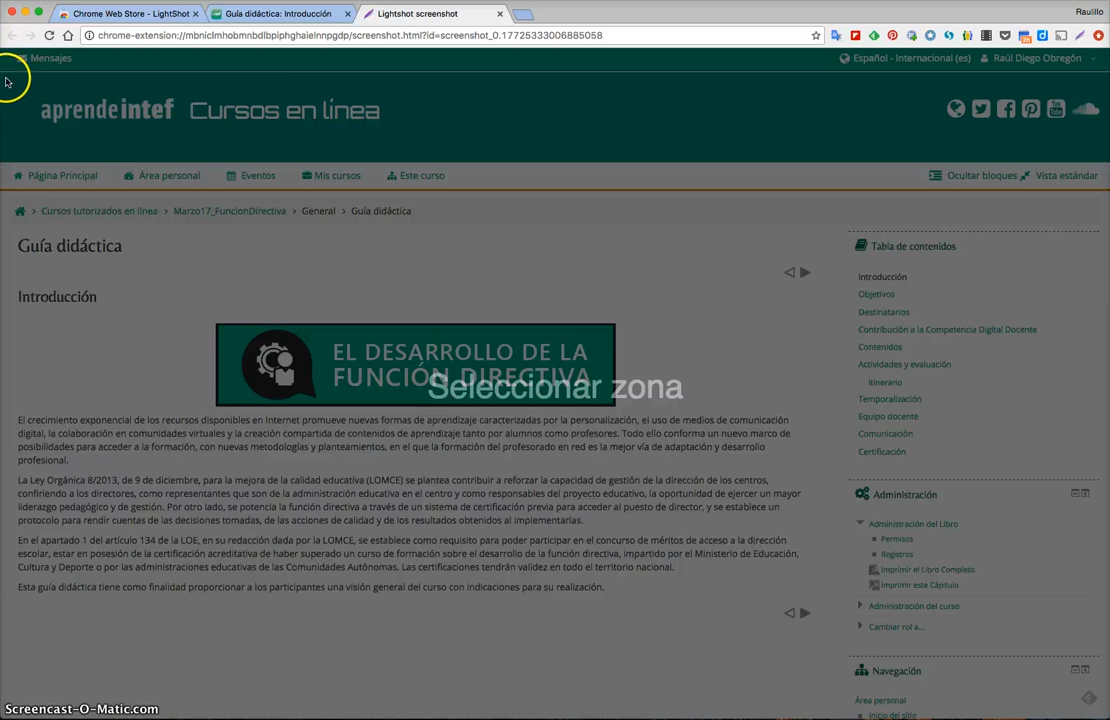 Chrome Web Store - LightShot
Guía didáctica: Introducción
Lightshot screenshot
Raulillo
chrome-extension://mbniclmhobmnbdlbpiphghaielnnpgdp/screenshot.html?id=screenshot_0.17725333006885058
Mensajes
Español - Internacional (es)
Raúl Diego Obregón
aprendeintef Cursos en línea
Página Principal
Área personal
Eventos
Mis cursos
Este curso
Ocultar bloques
Vista estándar
Cursos tutorizados en línea
Marzo17_FuncionDirectiva
General
Guía didáctica
Guía didáctica
Introducción
EL DESARROLLO DE LA
FUNCIÓN DIRECTIVA
Seleccionar zona
El crecimiento exponencial de los recursos disponibles en Internet promueve nuevas formas de aprendizaje caracterizadas por la personalización, el uso de medios de comunicación
digital, la colaboración en comunidades virtuales y la creación compartida de contenidos de aprendizaje tanto por alumnos como profesores. Todo ello conforma un nuevo marco de
posibilidades para acceder a la formación, con nuevas metodologías y planteamientos, en el que la formación del profesorado en red es la mejor vía de adaptación y desarrollo
profesional.
La Ley Orgánica 8/2013, de 9 de diciembre, para la mejora de la calidad educativa (LOMCE) se plantea contribuir a reforzar la capacidad de gestión de la dirección de los centros,
confiriendo a los directores, como representantes que son de la administración educativa en el centro y como responsables del proyecto educativo, la oportunidad de ejercer un mayor
liderazgo pedagógico y de gestión. Por otro lado, se potencia la función directiva a través de un sistema de certificación previa para acceder al puesto de director, y se establece un
protocolo para rendir cuentas de las decisiones tomadas, de las acciones de calidad y de los resultados obtenidos al implementarlas.
En el apartado 1 del artículo 134 de la LOE, en su redacción dada por la LOMCE, se establece como requisito para poder participar en el concurso de méritos de acceso a la dirección
escolar, estar en posesión de la certificación acreditativa de haber superado un curso de formación sobre el desarrollo de la función directiva, impartido por el Ministerio de Educación,
Cultura y Deporte o por las administraciones educativas de las Comunidades Autónomas. Las certificaciones tendrán validez en todo el territorio nacional.
Esta guía didáctica tiene como finalidad proporcionar a los participantes una visión general del curso con indicaciones para su realización.
Tabla de contenidos
Introducción
Objetivos
Destinatarios
Contribución a la Competencia Digital Docente
Contenidos
Actividades y evaluación
Itinerario
Temporalización
Equipo docente
Comunicación
Certificación
Administración
Administración del Libro
Permisos
Registros
Imprimir el Libro Completo
Imprimir este Cápitulo
Administración del curso
Cambiar rol a...
Navegación
Área personal
Inicio del sitio
Screencast-O-Matic.com